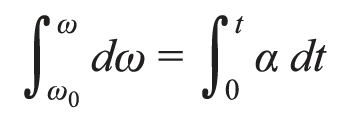 ∫_{ω₀}^{ω} dω = ∫_{0}^{t} α dt